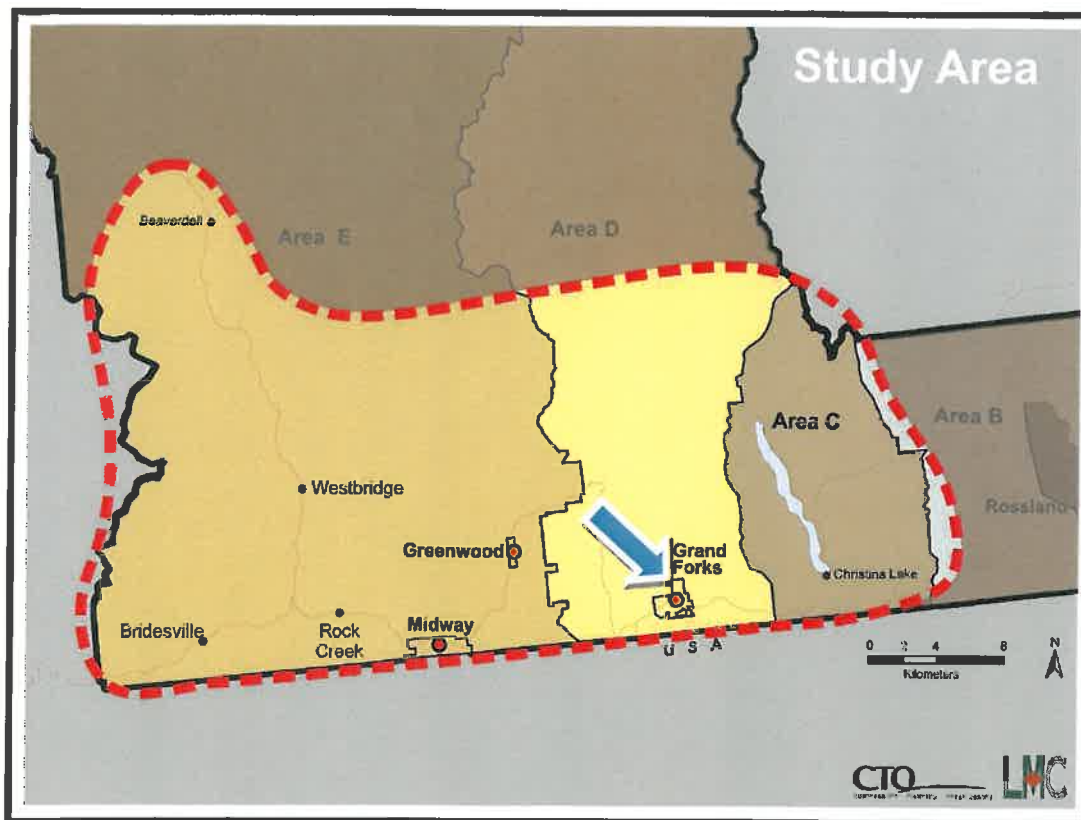 Study Area
Beaverdell
Area E
Area D
Area C
Area B
Westbridge
Rossland
Greenwood
Grand
Forks
Christina Lake
Midway
Bridesville
Rock
Creek
U S A
0 2 4 8
Kilometers
N
CTQ
LMC